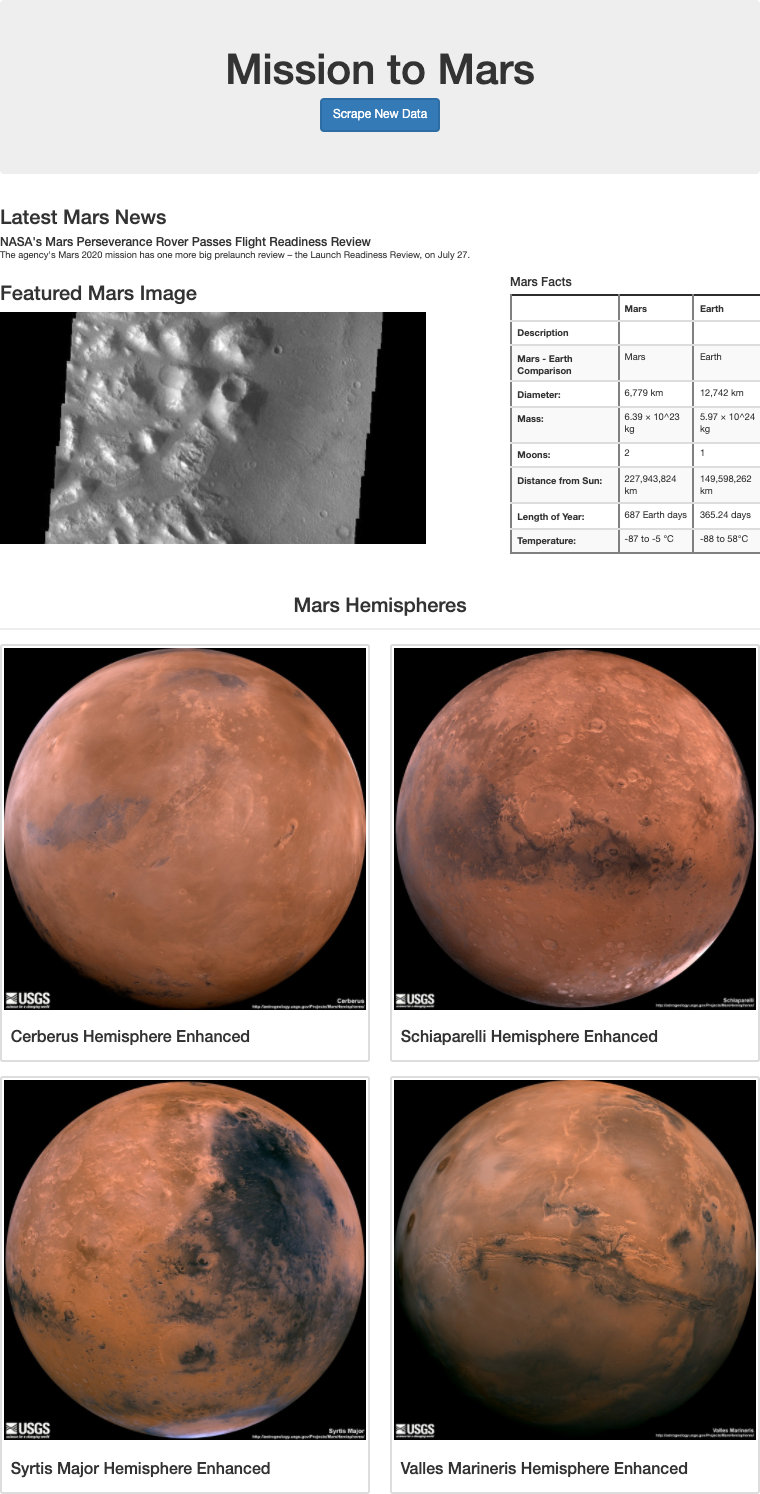 Mission to Mars
Scrape New Data
Latest Mars News
NASA's Mars Perseverance Rover Passes Flight Readiness Review
The agency's Mars 2020 mission has one more big prelaunch review – the Launch Readiness Review, on July 27.
Featured Mars Image
Mars Facts
Mars Earth
Description
Mars - Earth Comparison Mars Earth
Diameter: 6,779 km 12,742 km
Mass: 6.39 × 10^23 kg 5.97 × 10^24 kg
Moons: 2 1
Distance from Sun: 227,943,824 km 149,598,262 km
Length of Year: 687 Earth days 365.24 days
Temperature: -87 to -5 °C -88 to 58°C
Mars Hemispheres
USGS
science for a changing world
Cerberus
Cerberus Hemisphere Enhanced
USGS
Schiaparelli
Schiaparelli Hemisphere Enhanced
USGS
Syrtis Major
Syrtis Major Hemisphere Enhanced
USGS
Valles Marineris
Valles Marineris Hemisphere Enhanced